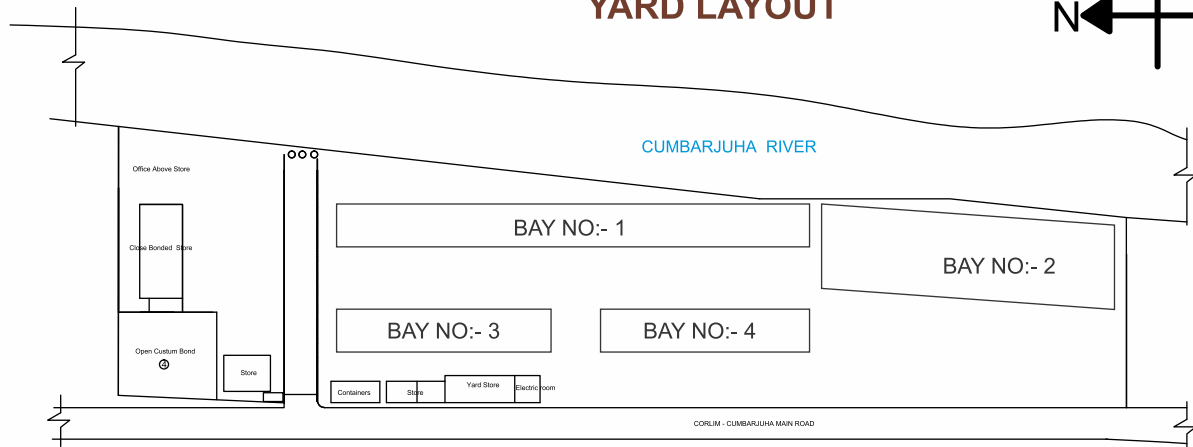 YARD LAYOUT
N
CUMBARJUHA RIVER
Office Above Store
BAY NO:- 1
Close Bonded Store
BAY NO:- 2
BAY NO:- 3
BAY NO:- 4
Open Custum Bond
4
Store
Containers
Store
Yard Store
Electric room
CORLIM - CUMBARJUHA MAIN ROAD